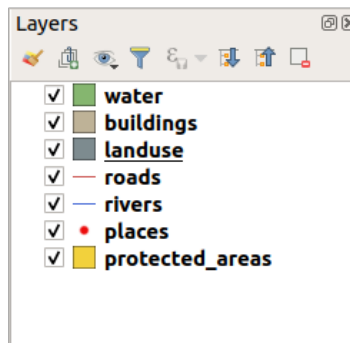 Layers
water
buildings
landuse
roads
rivers
places
protected_areas